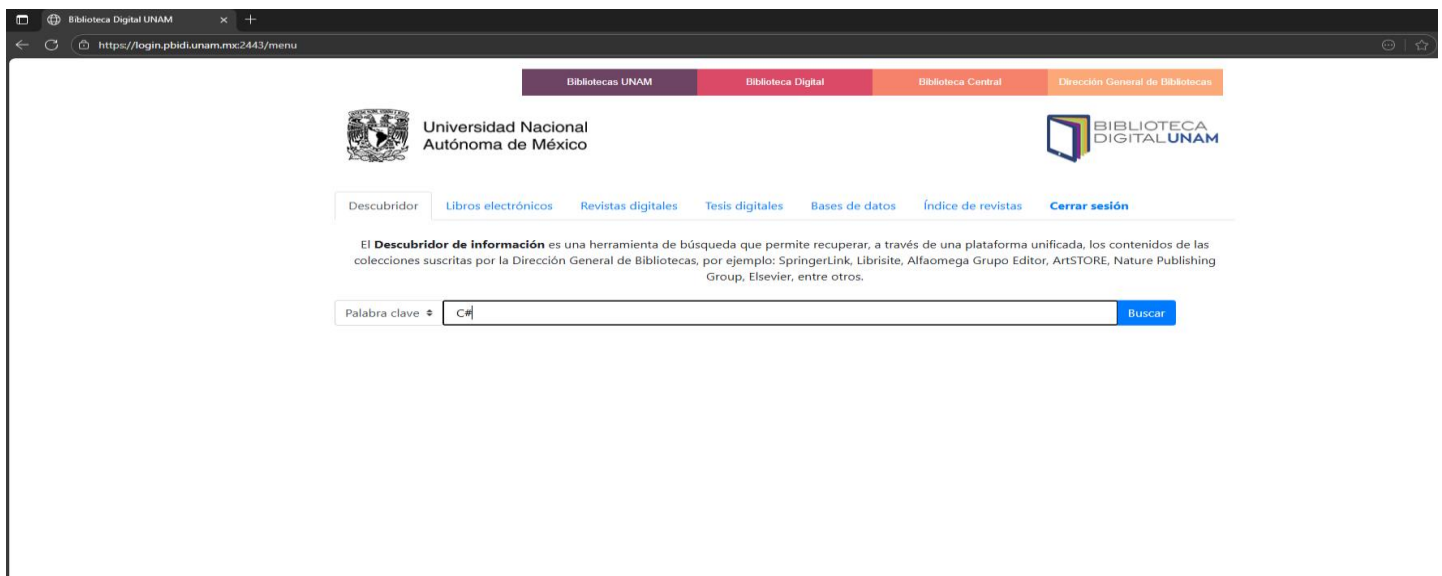 Biblioteca Digital UNAM
https://login.pbidi.unam.mx:2443/menu
Bibliotecas UNAM Biblioteca Digital Biblioteca Central Dirección General de Bibliotecas
Universidad Nacional
Autónoma de México
BIBLIOTECA
DIGITALUNAM
Descubridor Libros electrónicos Revistas digitales Tesis digitales Bases de datos Índice de revistas Cerrar sesión
El Descubridor de información es una herramienta de búsqueda que permite recuperar, a través de una plataforma unificada, los contenidos de las
colecciones suscritas por la Dirección General de Bibliotecas, por ejemplo: SpringerLink, Librisite, Alfaomega Grupo Editor, ArtSTORE, Nature Publishing
Group, Elsevier, entre otros.
Palabra clave C# Buscar